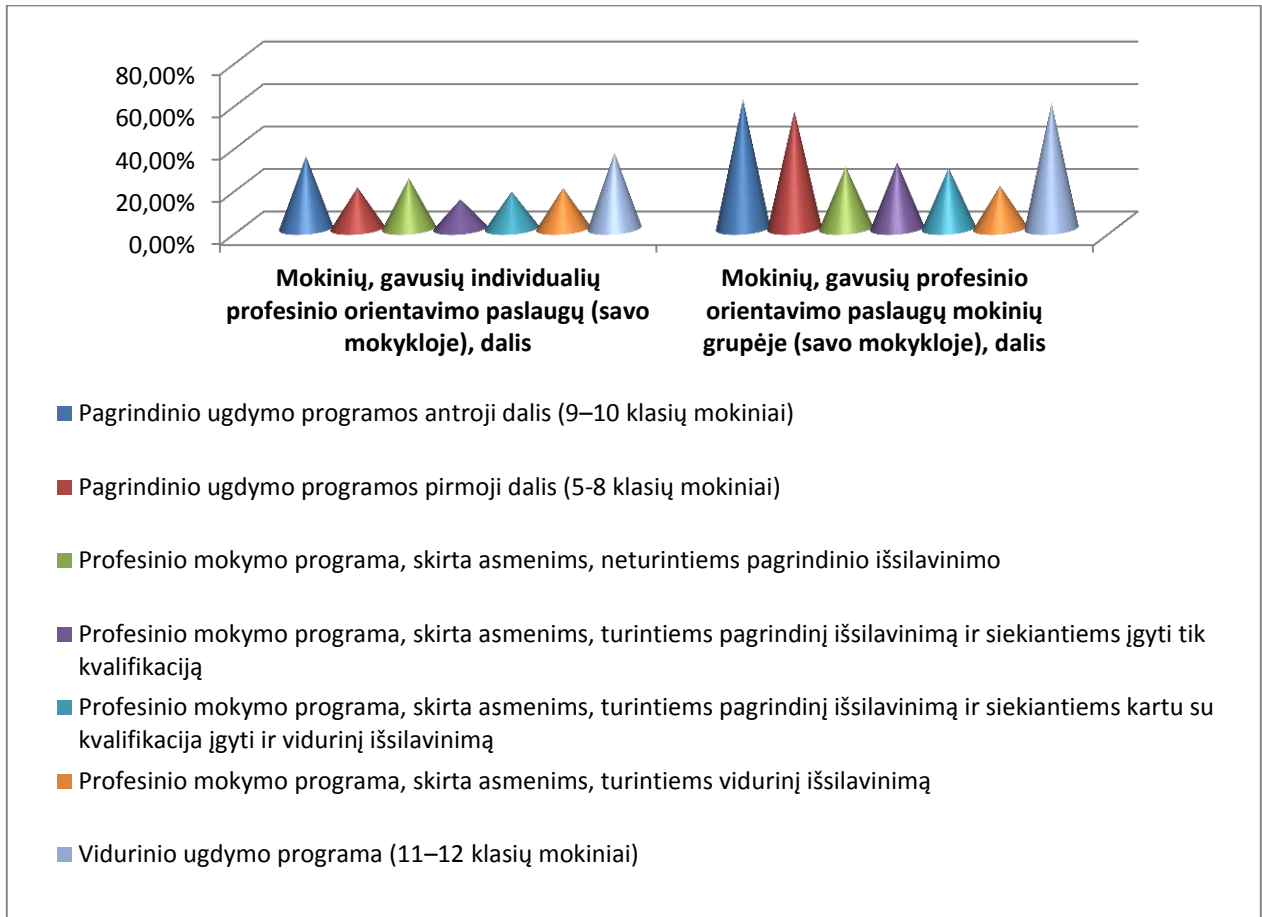 80,00%
60,00%
40,00%
20,00%
0,00%
Mokinių, gavusių individualių
profesinio orientavimo paslaugų (savo
mokykloje), dalis
Mokinių, gavusių profesinio
orientavimo paslaugų mokinių
grupėje (savo mokykloje), dalis
Pagrindinio ugdymo programos antroji dalis (9–10 klasių mokiniai)
Pagrindinio ugdymo programos pirmoji dalis (5-8 klasių mokiniai)
Profesinio mokymo programa, skirta asmenims, neturintiems pagrindinio išsilavinimo
Profesinio mokymo programa, skirta asmenims, turintiems pagrindinį išsilavinimą ir siekiantiems įgyti tik
kvalifikaciją
Profesinio mokymo programa, skirta asmenims, turintiems pagrindinį išsilavinimą ir siekiantiems kartu su
kvalifikacija įgyti ir vidurinį išsilavinimą
Profesinio mokymo programa, skirta asmenims, turintiems vidurinį išsilavinimą
Vidurinio ugdymo programa (11–12 klasių mokiniai)